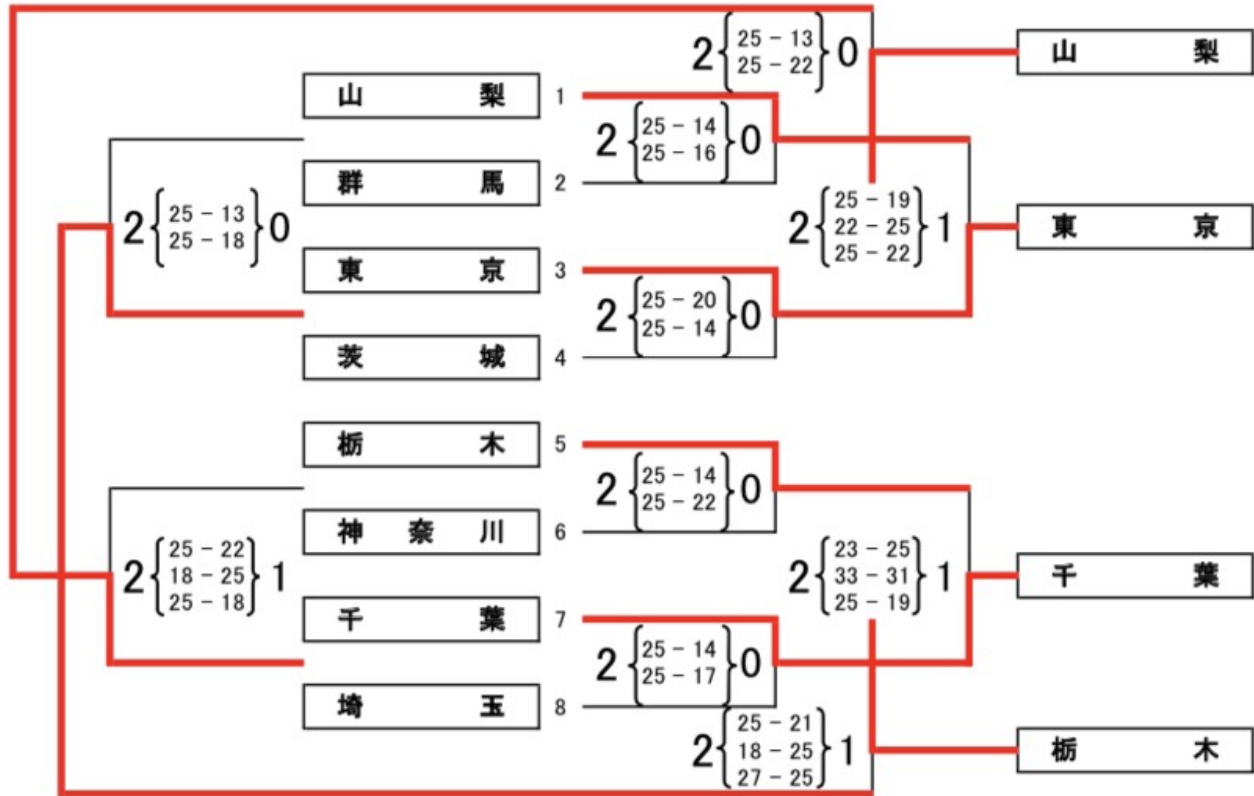 2 25 - 13 0
25 - 22
山梨
山梨 1
2 25 - 14 0
25 - 16
群馬 2
2 25 - 13 0
25 - 18
2 25 - 19 1
22 - 25
25 - 22
東京
東京 3
2 25 - 20 0
25 - 14
茨城 4
栃木 5
2 25 - 14 0
25 - 22
神奈川 6
2 25 - 22 1
18 - 25
25 - 18
2 23 - 25 1
33 - 31
25 - 19
千葉
千葉 7
2 25 - 14 0
25 - 17
埼玉 8
2 25 - 21 1
18 - 25
27 - 25
栃木